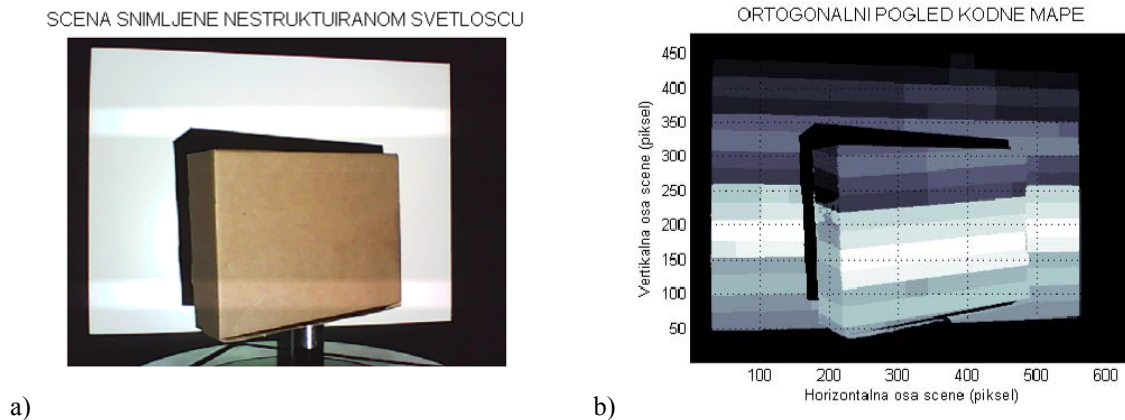 SCENA SNIMLJENE NESTRUKTUIRANOM SVETLOSCU
a)
ORTOGONALNI POGLED KODNE MAPE
Vertikalna osa scene (piksel)
450
400
350
300
250
200
150
100
50
100 200 300 400 500 600
Horizontalna osa scene (piksel)
b)